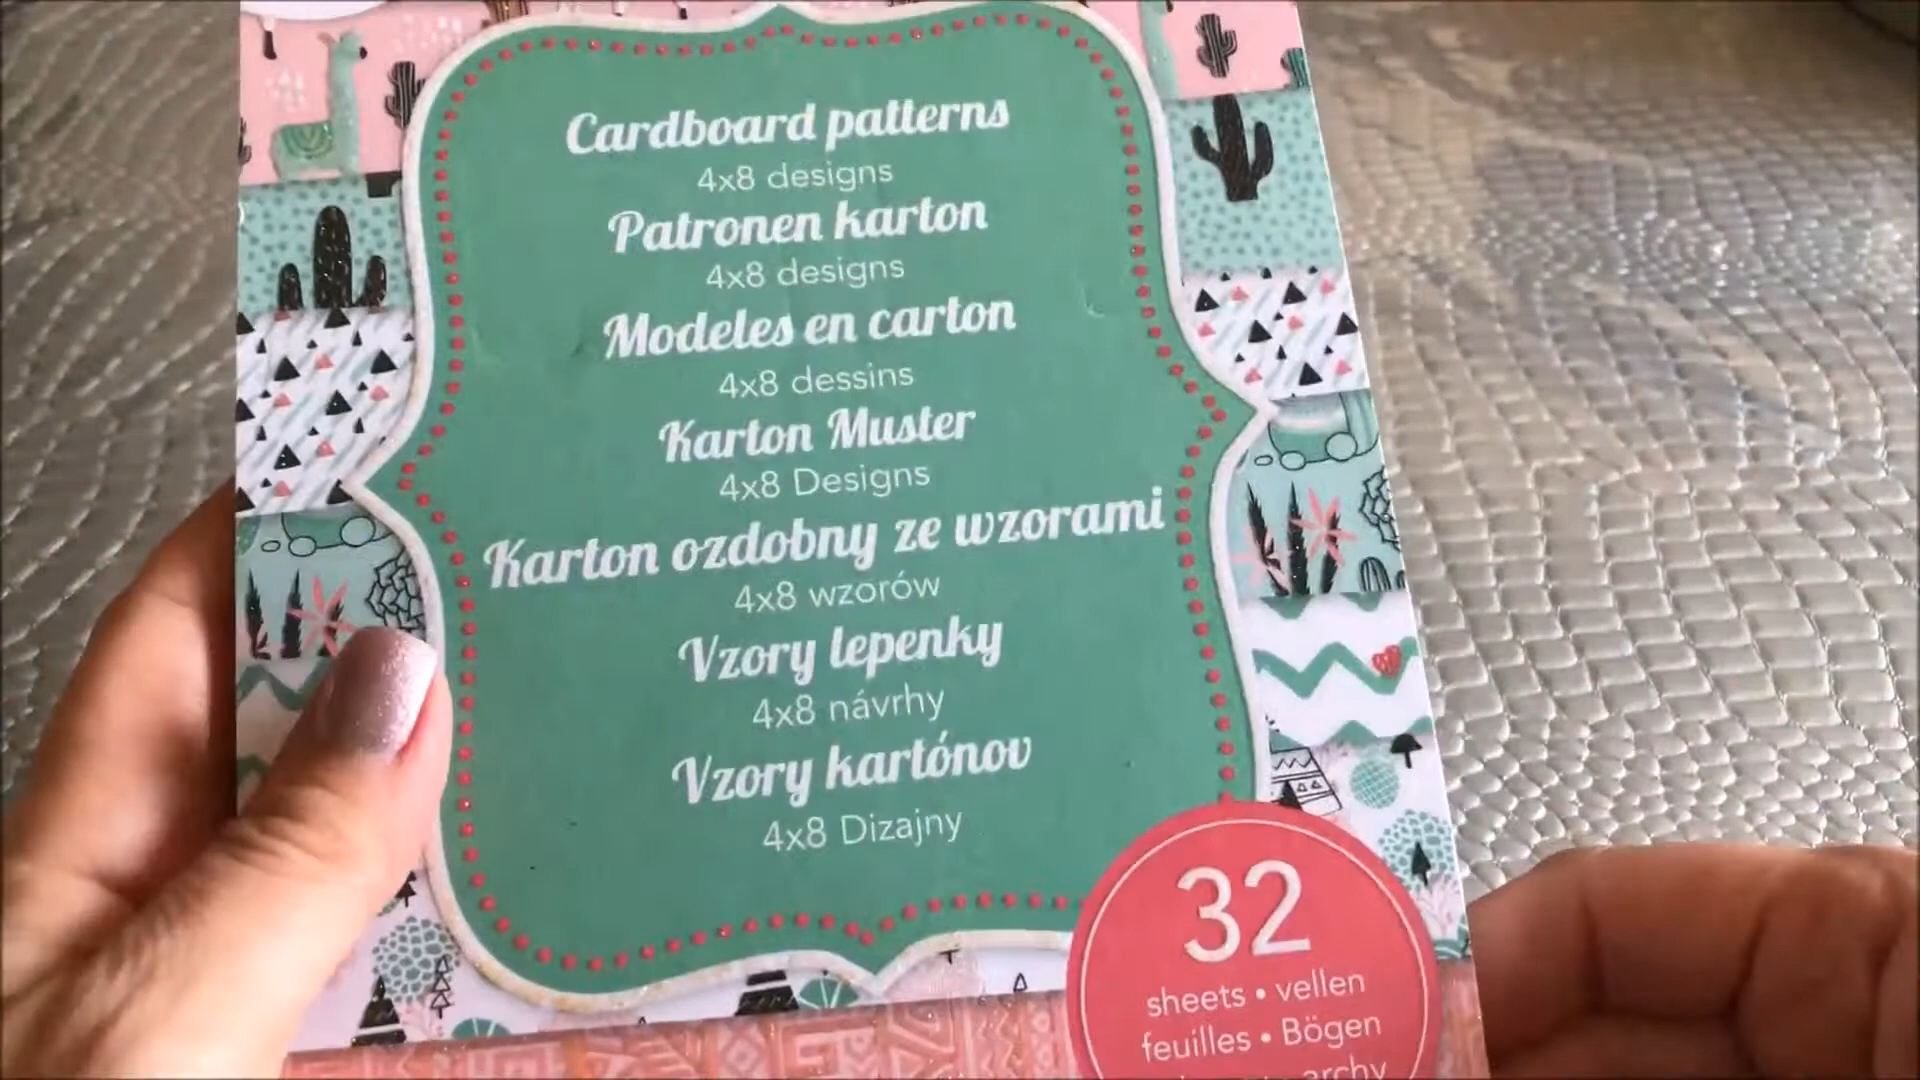 Cardboard patterns
4x8 designs
Patronen karton
4x8 designs
Modeles en carton
4x8 dessins
Karton Muster
4x8 Designs
Karton ozdobny ze wzorami
4x8 wzorów
Vzory lepenky
4x8 návrhy
Vzory kartónov
4x8 Dizajny
32
sheets • vellen
feuilles • Bögen
archy